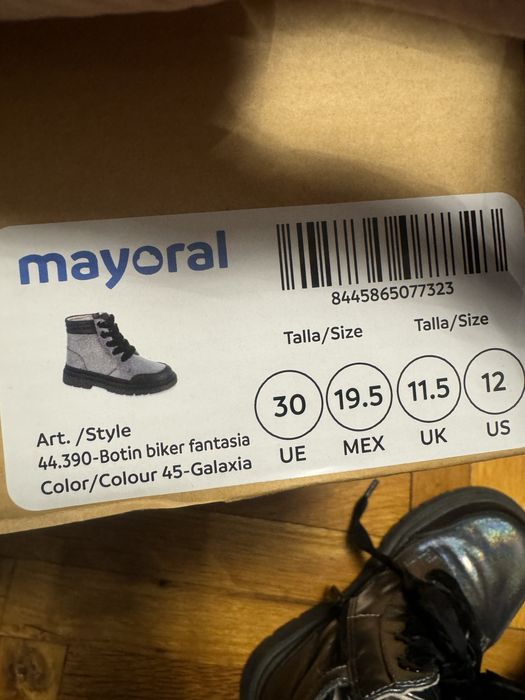 mayoral
8445865077323
Talla/Size Talla/Size
30 19.5 11.5 12
UE MEX UK US
Art. /Style
44.390-Botin biker fantasia
Color/Colour 45-Galaxia